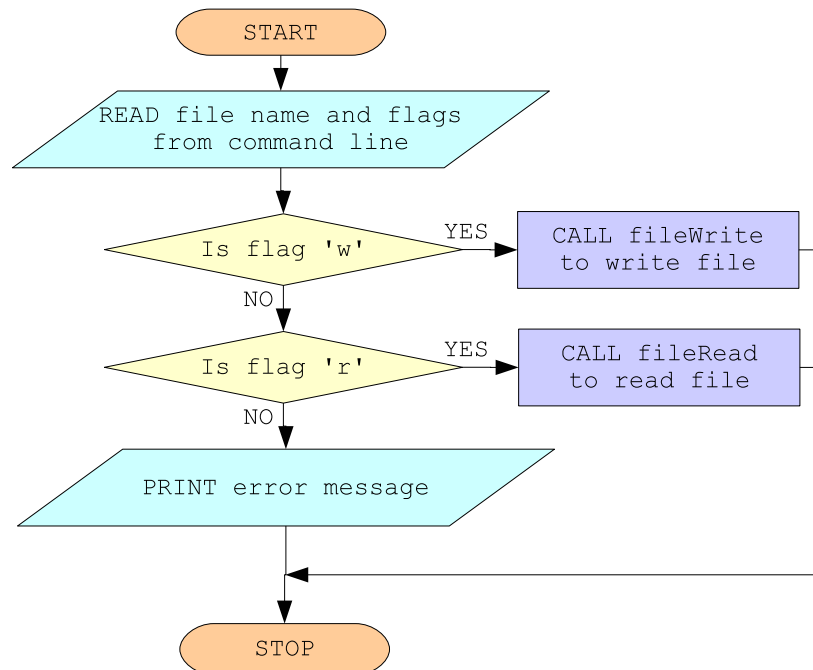 START
READ file name and flags
from command line
Is flag 'w'
YES
CALL fileWrite
to write file
NO
Is flag 'r'
YES
CALL fileRead
to read file
NO
PRINT error message
STOP